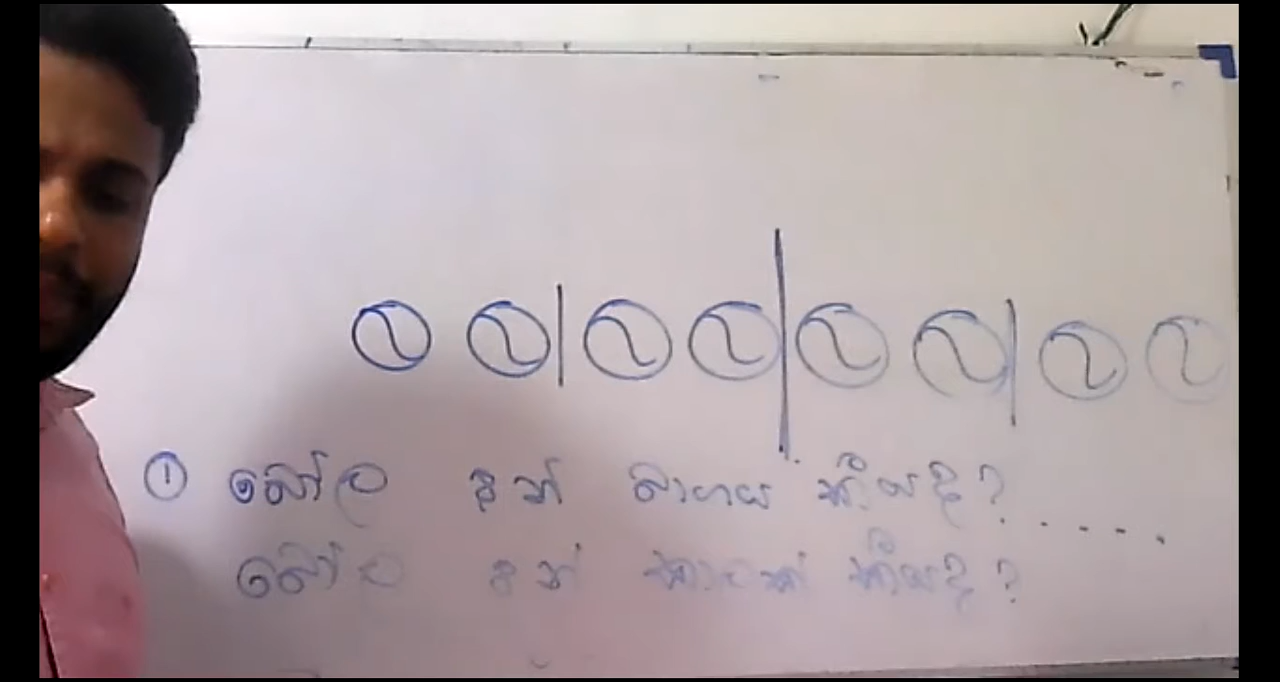 ① බෝල 8න් බාගය කීයද? .....
බෝල 8න් කාලක් කීයද?